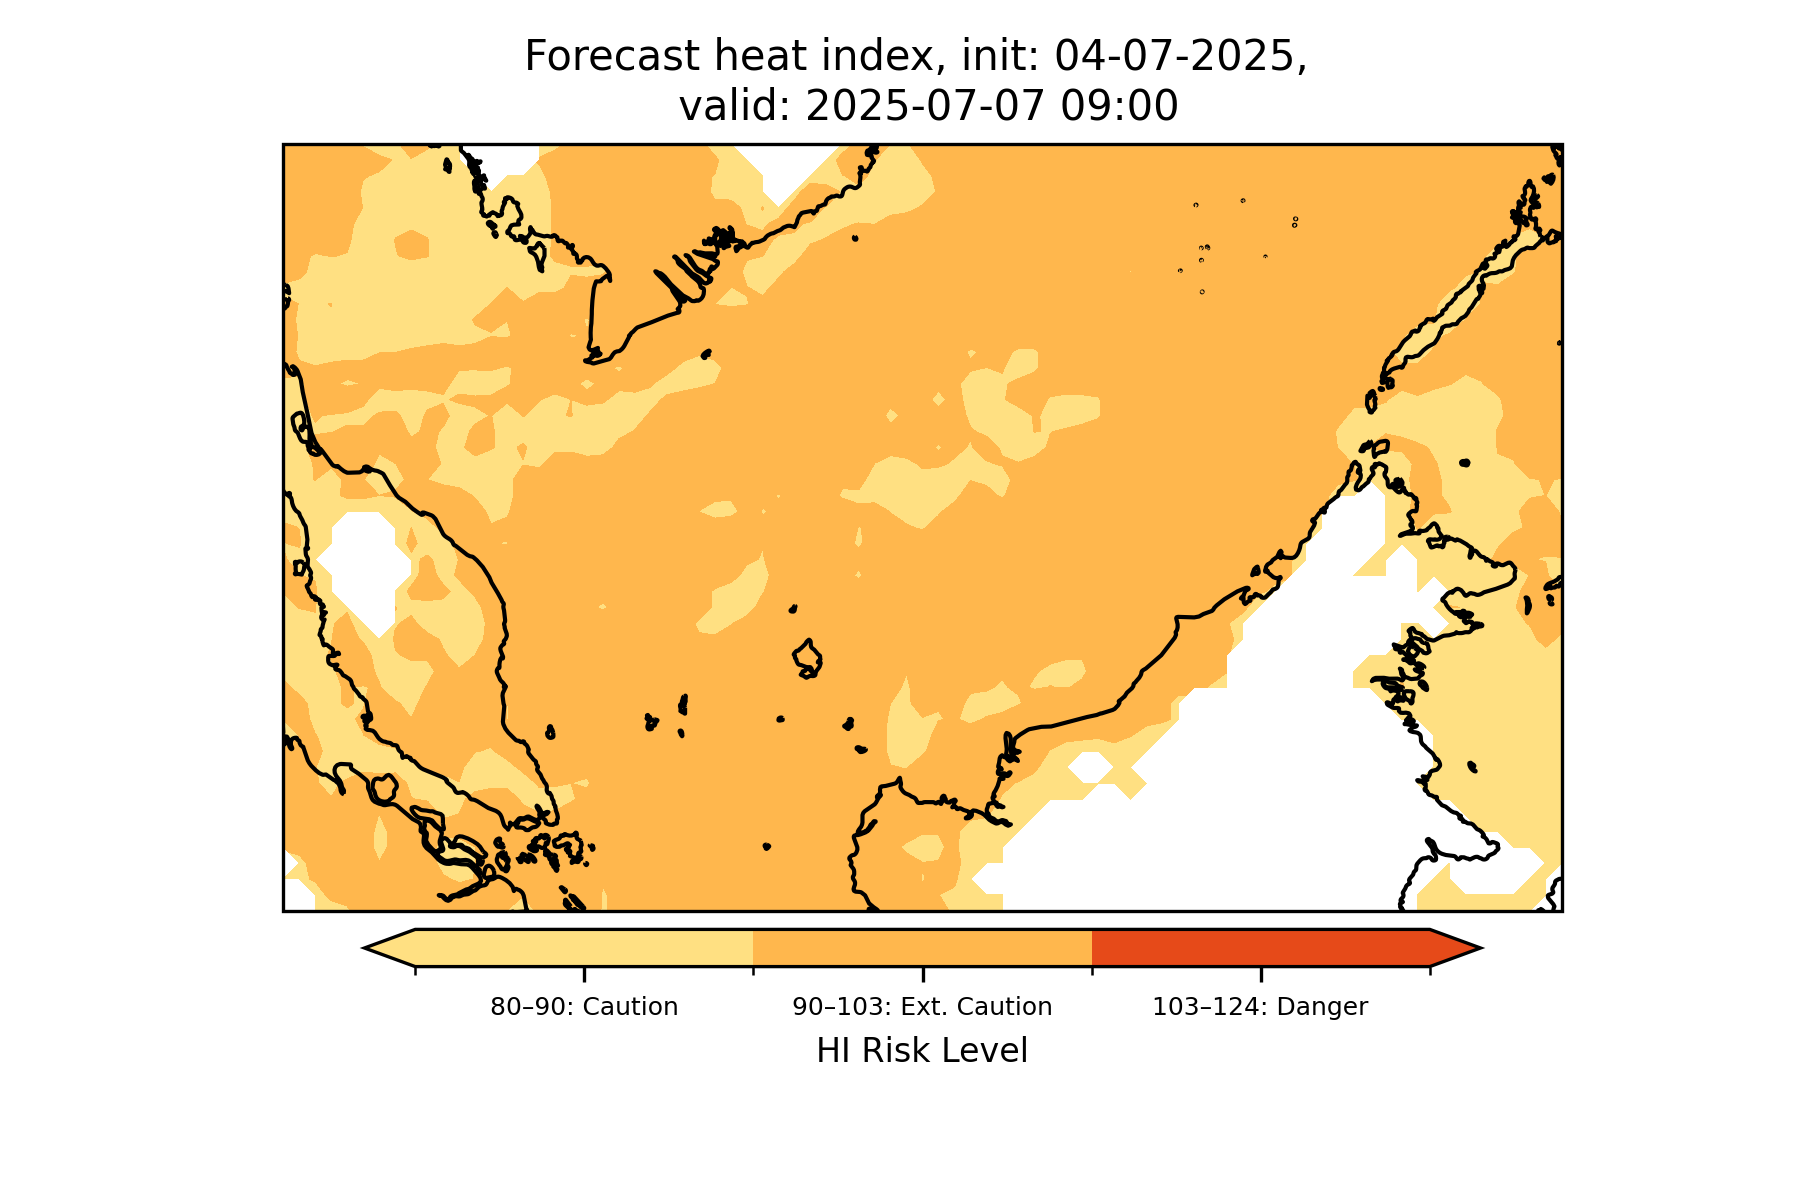 Forecast heat index, init: 04-07-2025,
valid: 2025-07-07 09:00
80–90: Caution
90–103: Ext. Caution
103–124: Danger
HI Risk Level